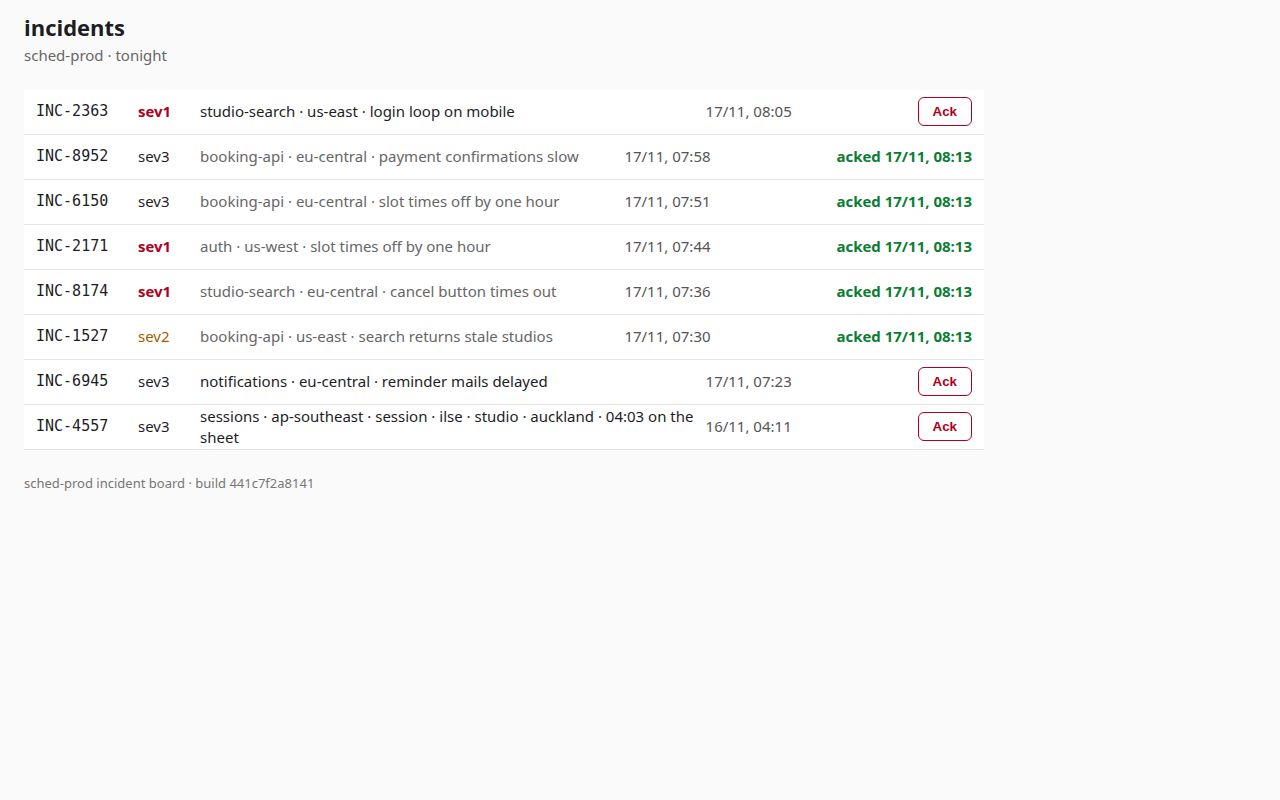 incidents
sched-prod · tonight
INC-2363 sev1 studio-search · us-east · login loop on mobile 17/11, 08:05 Ack
INC-8952 sev3 booking-api · eu-central · payment confirmations slow 17/11, 07:58 acked 17/11, 08:13
INC-6150 sev3 booking-api · eu-central · slot times off by one hour 17/11, 07:51 acked 17/11, 08:13
INC-2171 sev1 auth · us-west · slot times off by one hour 17/11, 07:44 acked 17/11, 08:13
INC-8174 sev1 studio-search · eu-central · cancel button times out 17/11, 07:36 acked 17/11, 08:13
INC-1527 sev2 booking-api · us-east · search returns stale studios 17/11, 07:30 acked 17/11, 08:13
INC-6945 sev3 notifications · eu-central · reminder mails delayed 17/11, 07:23 Ack
INC-4557 sev3 sessions · ap-southeast · session · ilse · studio · auckland · 04:03 on the 16/11, 04:11 Ack
sheet
sched-prod incident board · build 441c7f2a8141